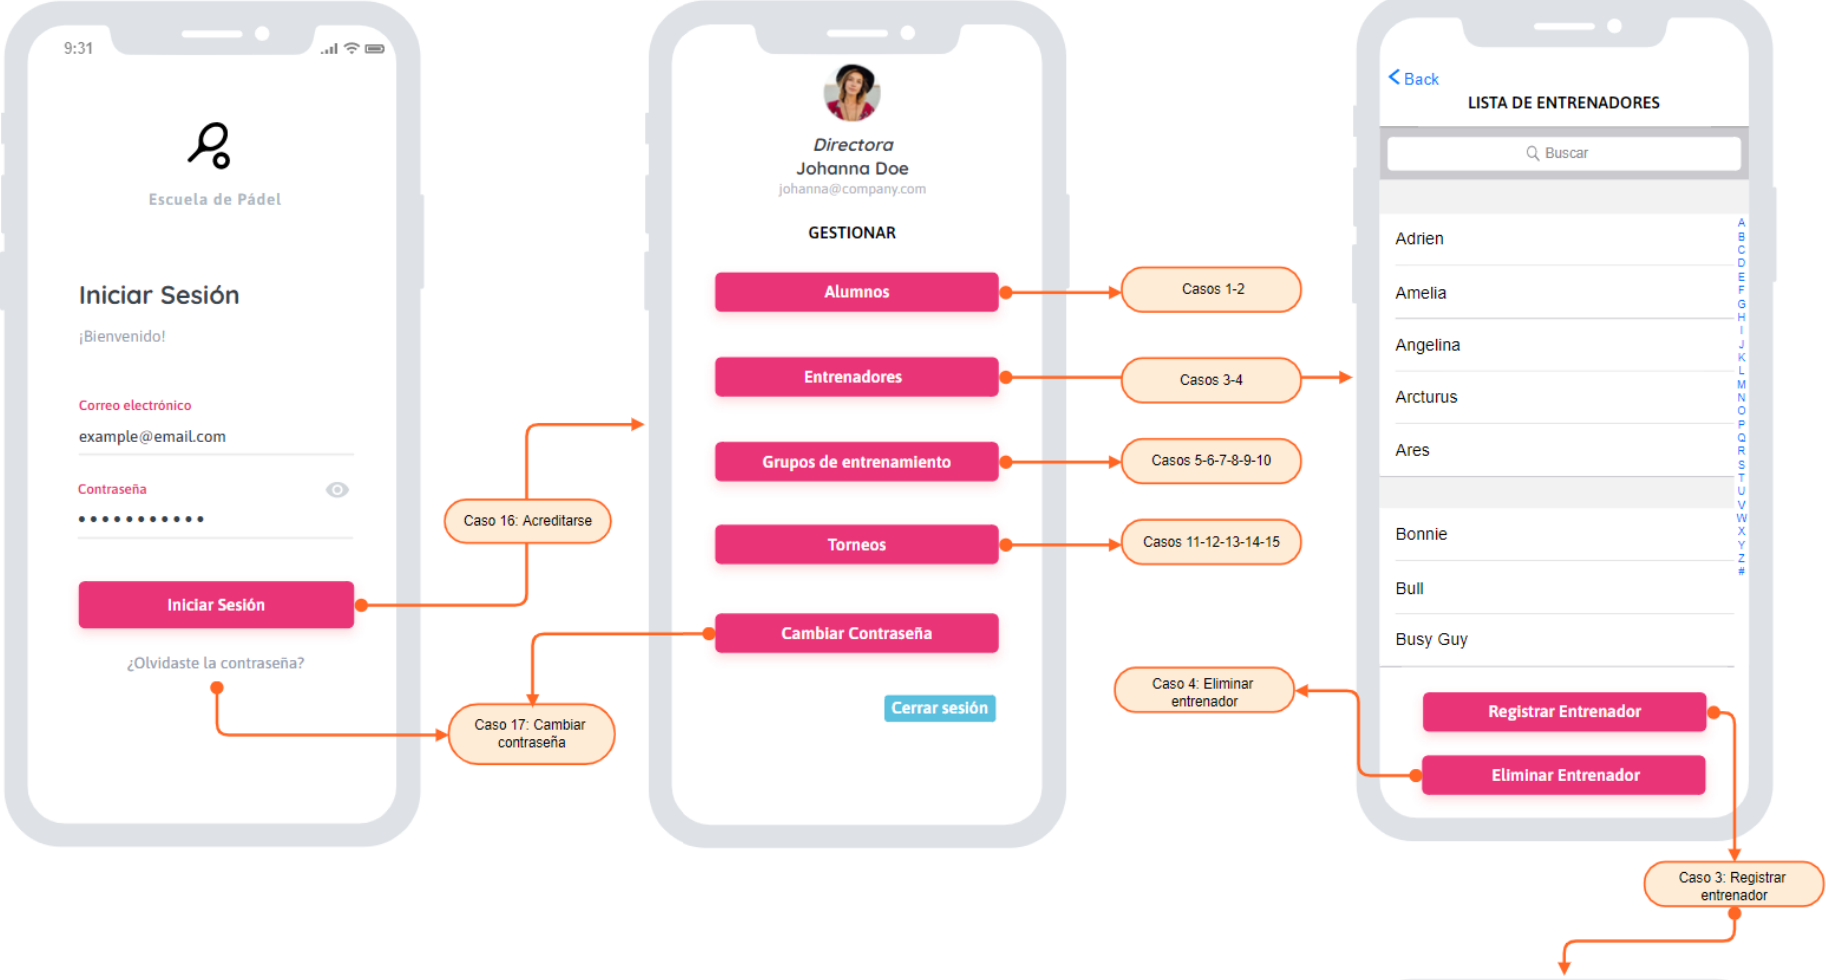 9:31
Escuela de Pádel
Iniciar Sesión
¡Bienvenido!
Correo electrónico
example@email.com
Contraseña
Iniciar Sesión
¿Olvidaste la contraseña?
Caso 16: Acreditarse
Caso 17: Cambiar
contraseña
Directora
Johanna Doe
johanna@company.com
GESTIONAR
Alumnos
Entrenadores
Grupos de entrenamiento
Torneos
Cambiar Contraseña
Cerrar sesión
Casos 1-2
Casos 3-4
Casos 5-6-7-8-9-10
Casos 11-12-13-14-15
Caso 4: Eliminar
entrenador
Back
LISTA DE ENTRENADORES
Buscar
Adrien
Amelia
Angelina
Arcturus
Ares
Bonnie
Bull
Busy Guy
A
B
C
D
E
F
G
H
I
J
K
L
M
N
O
P
Q
R
S
T
U
V
W
X
Y
Z
#
Registrar Entrenador
Eliminar Entrenador
Caso 3: Registrar
entrenador